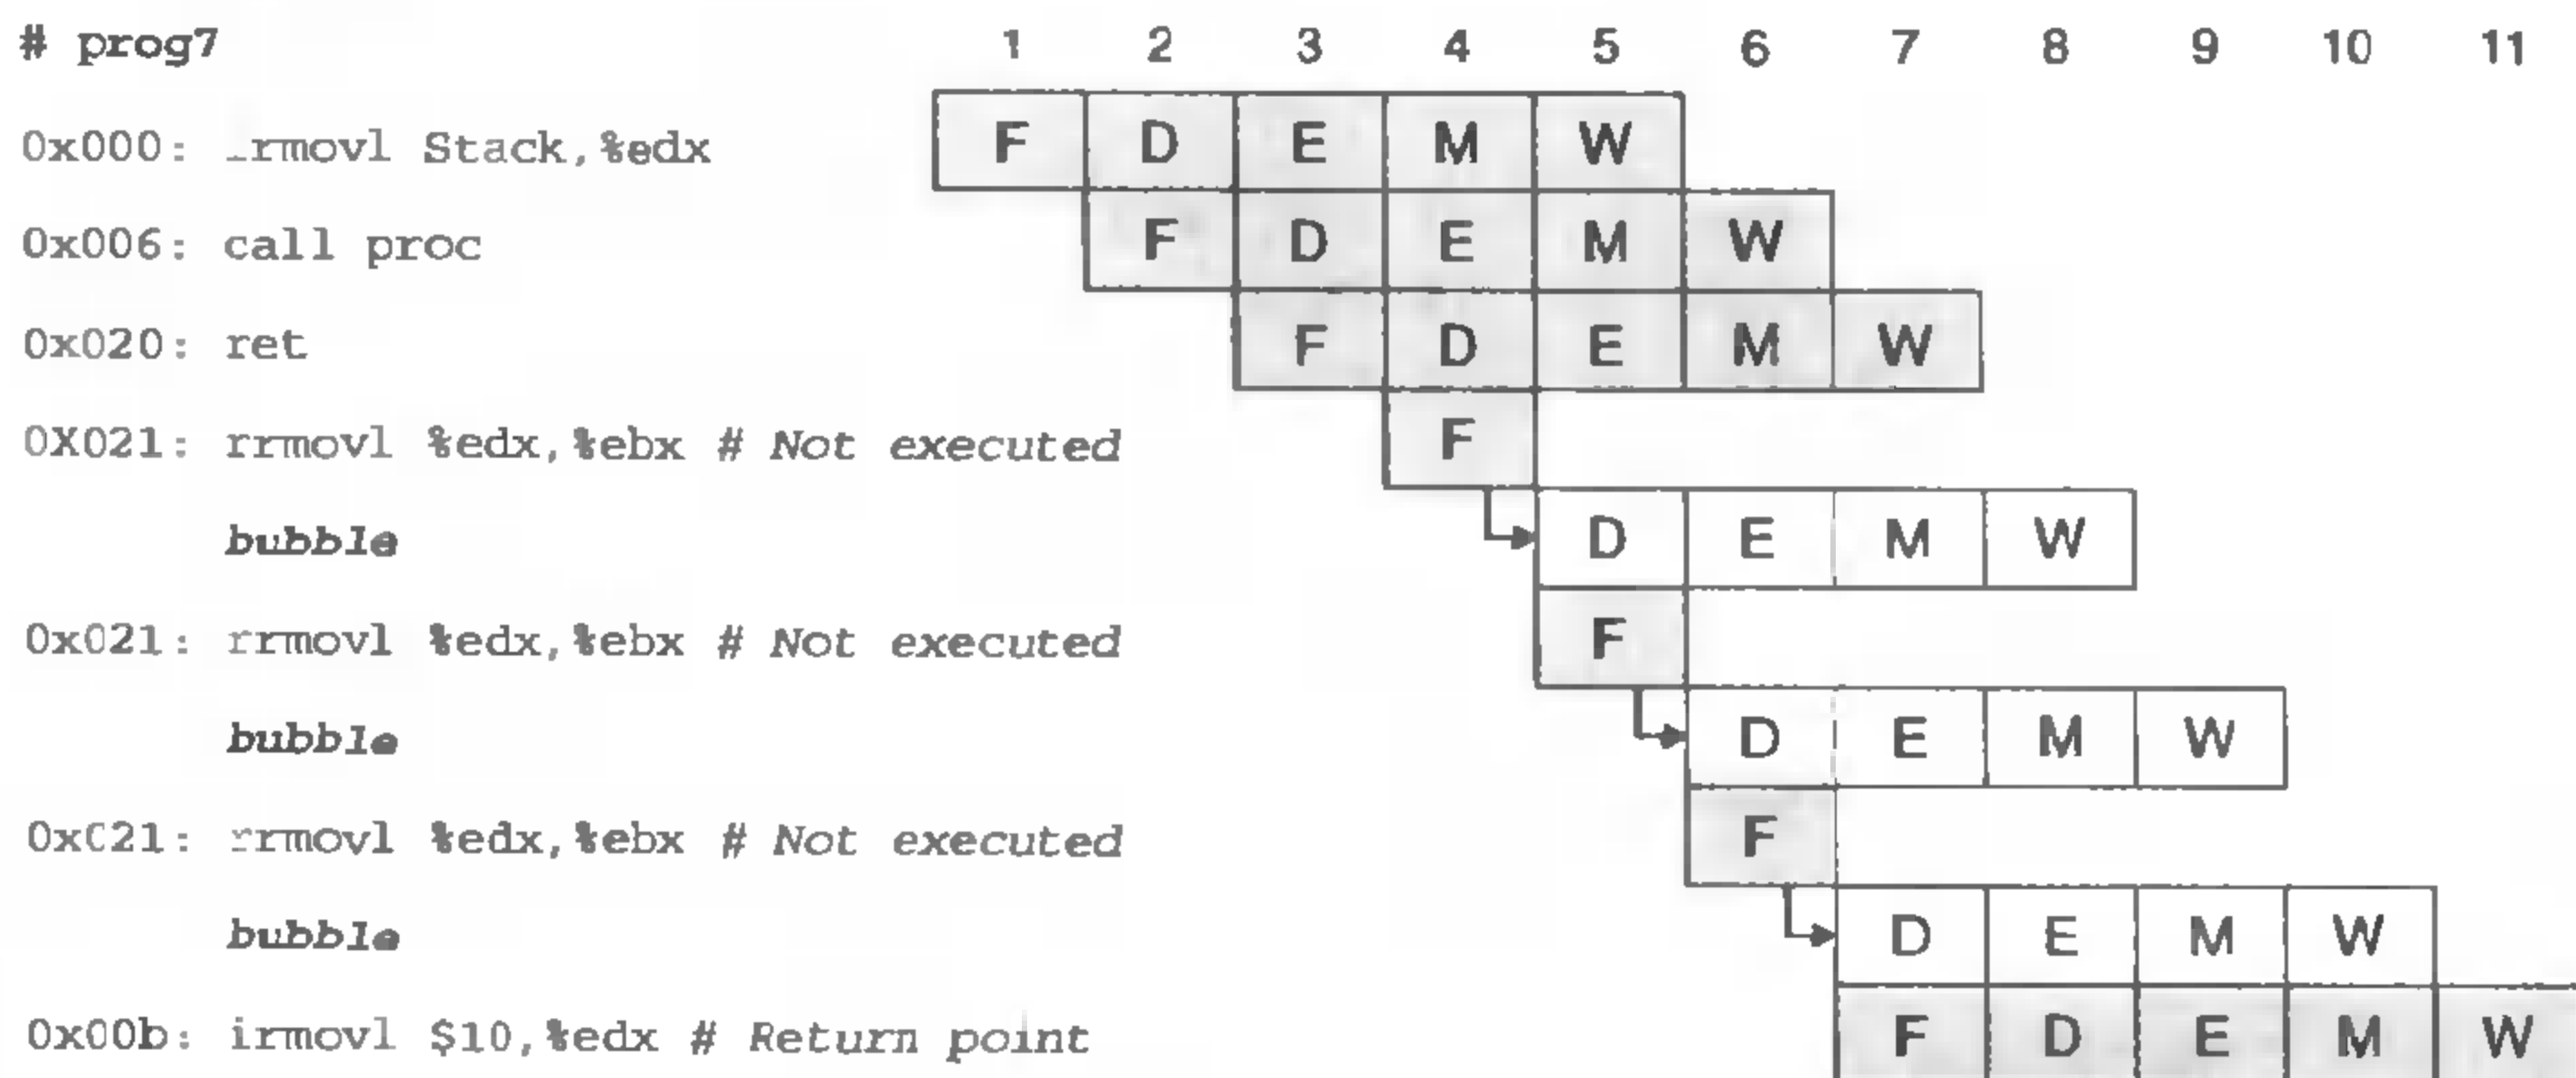 # prog7 1 2 3 4 5 6 7 8 9 10 11
0x000: irmovl Stack,%edx F D E M W
0x006: call proc F D E M W
0x020: ret F D E M W
0X021: rrmovl %edx,%ebx # Not executed F
bubble D E M W
0x021: rrmovl %edx,%ebx # Not executed F
bubble D E M W
0x021: rrmovl %edx,%ebx # Not executed F
bubble D E M W
0x00b: irmovl $10,%edx # Return point F D E M W